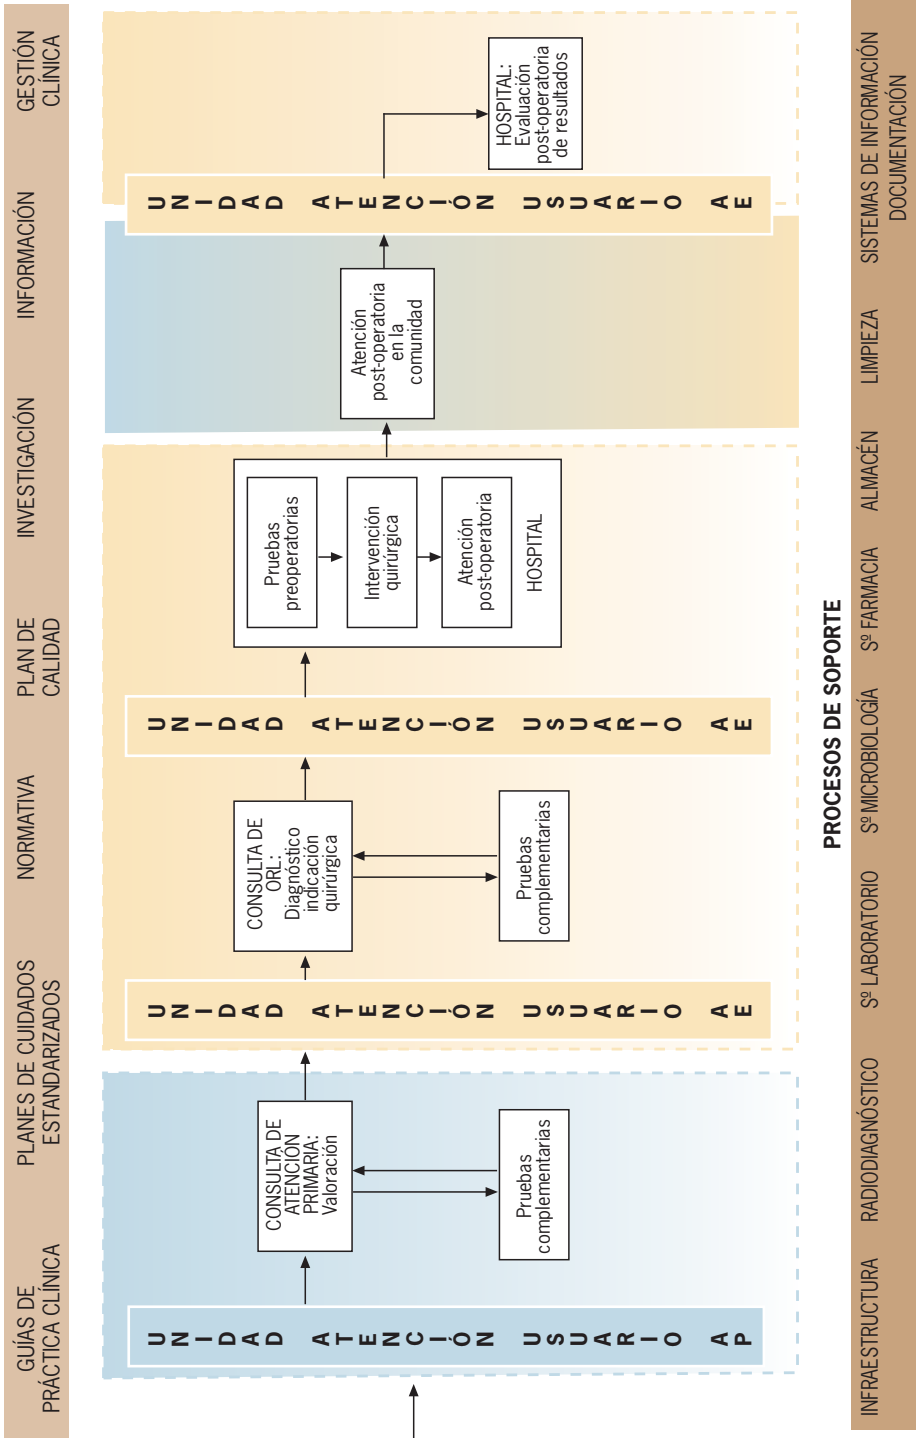 GUÍAS DE
PRÁCTICA CLÍNICA
PLANES DE CUIDADOS
ESTANDARIZADOS
NORMATIVA
PLAN DE
CALIDAD
INVESTIGACIÓN
INFORMACIÓN
GESTIÓN
CLÍNICA
UNIDAD ATENCIÓN USUARIO AP
CONSULTA DE
ATENCIÓN
PRIMARIA:
Valoración
Pruebas
complementarias
UNIDAD ATENCIÓN USUARIO AE
CONSULTA DE
ORL:
Diagnóstico
indicación
quirúrgica
Pruebas
complementarias
UNIDAD ATENCIÓN USUARIO AE
Pruebas
preoperatorias
Intervención
quirúrgica
Atención
post-operatoria
HOSPITAL
Atención
post-operatoria
en la
comunidad
UNIDAD ATENCIÓN USUARIO AE
HOSPITAL:
Evaluación
post-operatoria
de resultados
PROCESOS DE SOPORTE
INFRAESTRUCTURA
RADIODIAGNÓSTICO
Sº LABORATORIO
Sº MICROBIOLOGÍA
Sº FARMACIA
ALMACÉN
LIMPIEZA
SISTEMAS DE INFORMACIÓN
DOCUMENTACIÓN